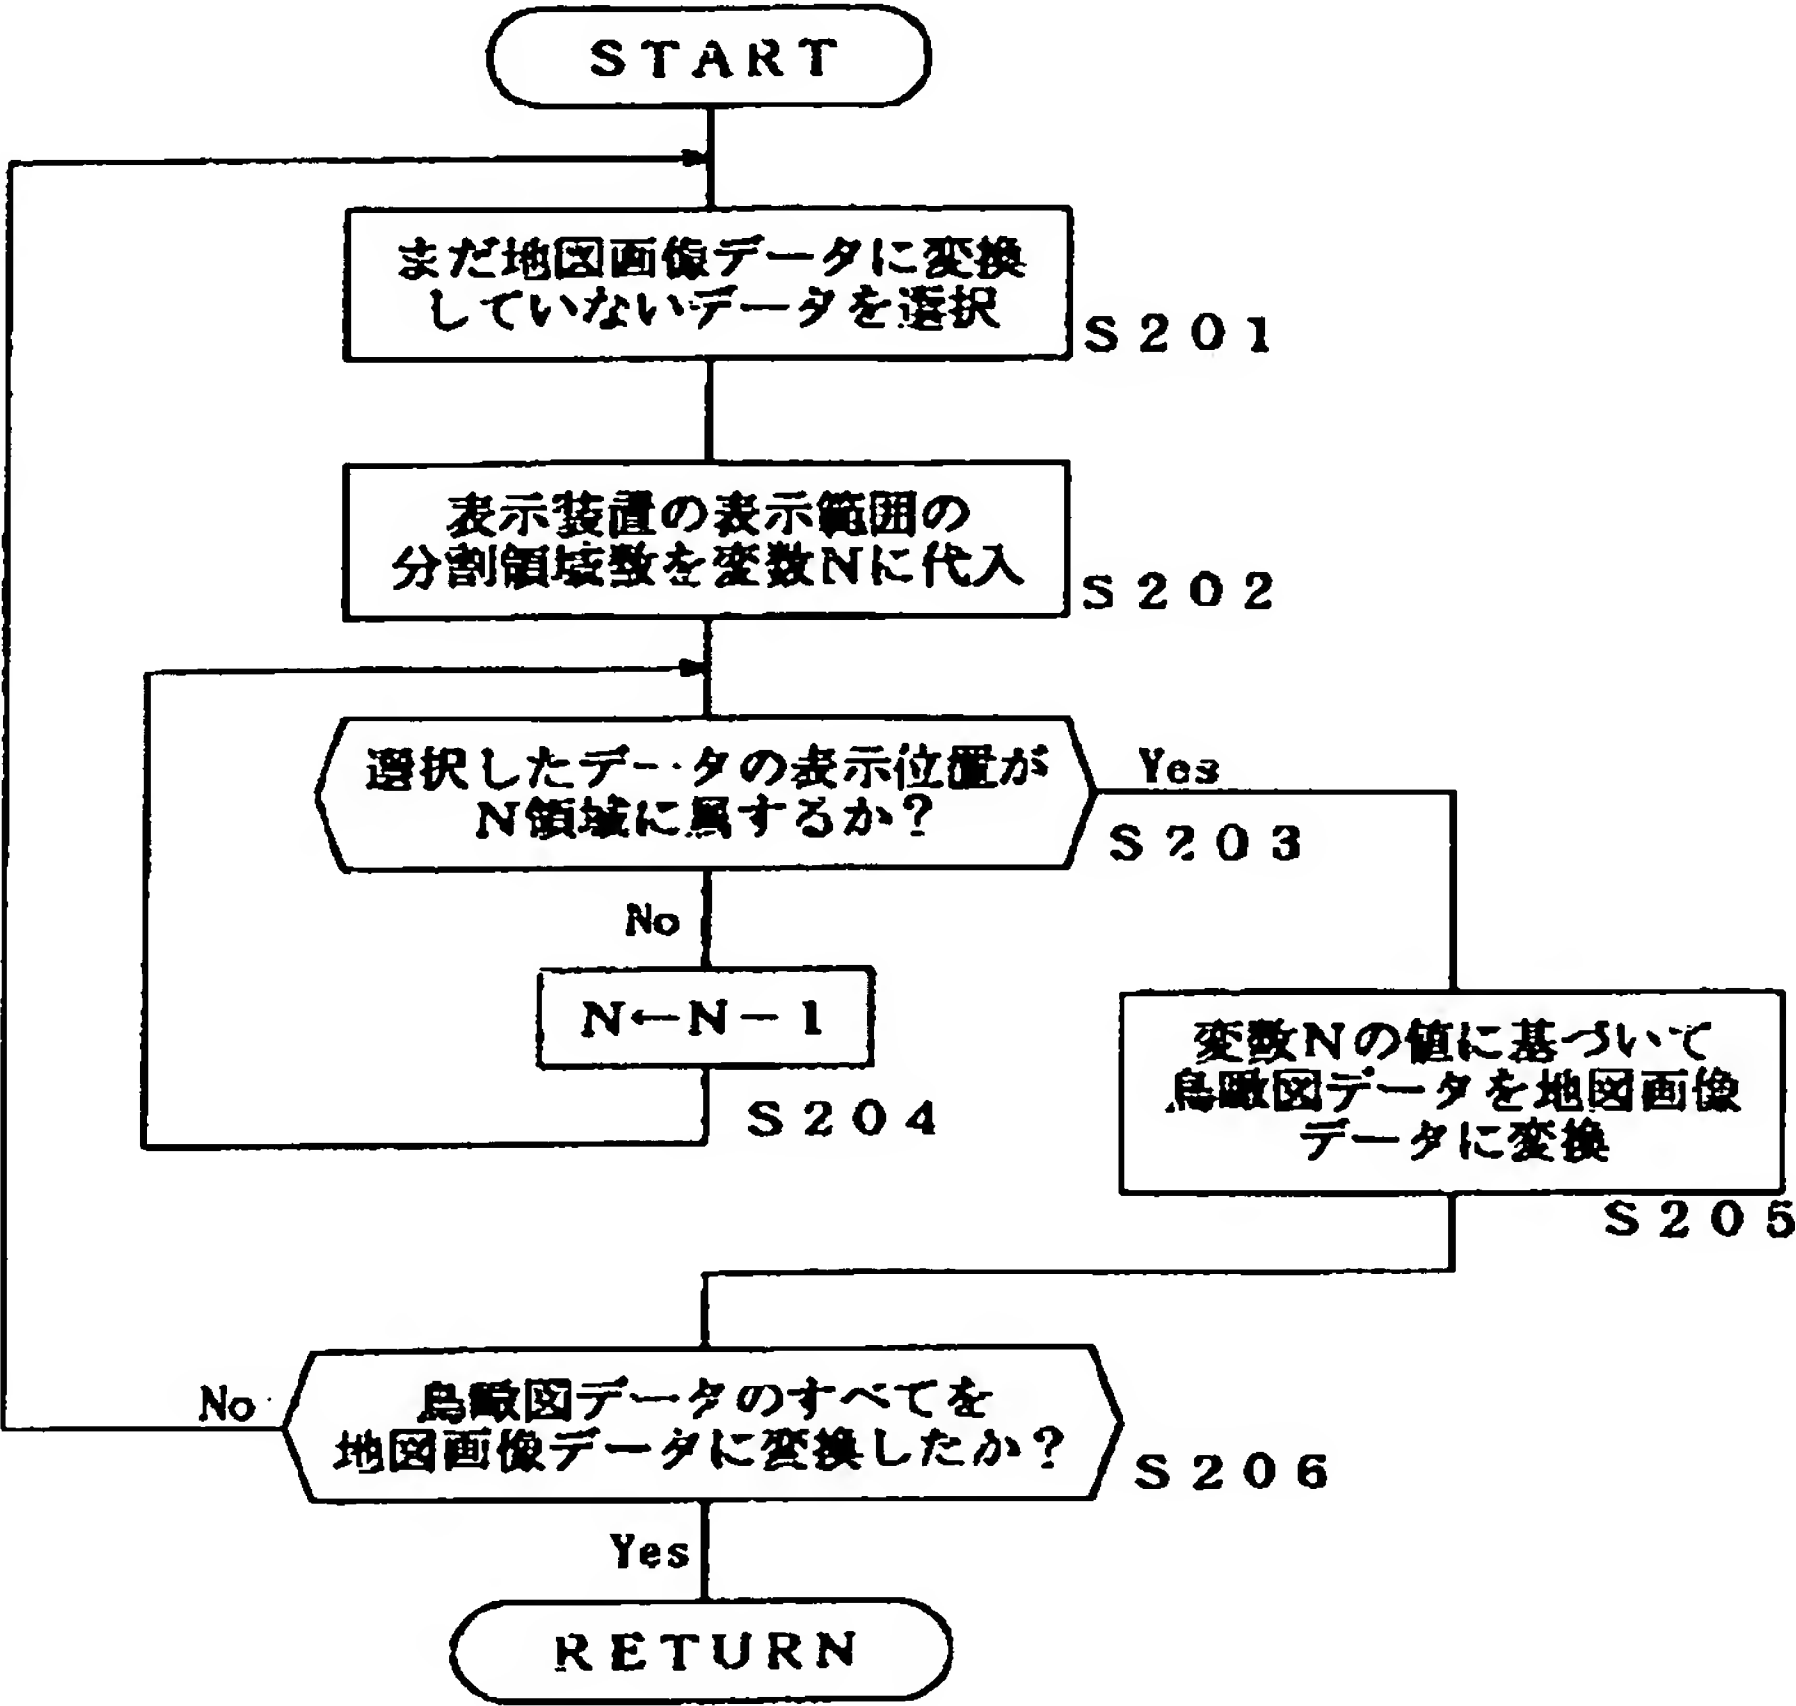 START
まだ地図画像データに変換
していないデータを選択
S201
表示装置の表示範囲の
分割領域数を変数Nに代入
S202
選択したデータの表示位置が
N領域に属するか?
Yes
S203
No
N←N－1
S204
変数Nの値に基づいて
鳥瞰図データを地図画像
データに変換
S205
鳥瞰図データのすべてを
地図画像データに変換したか?
No
S206
Yes
RETURN